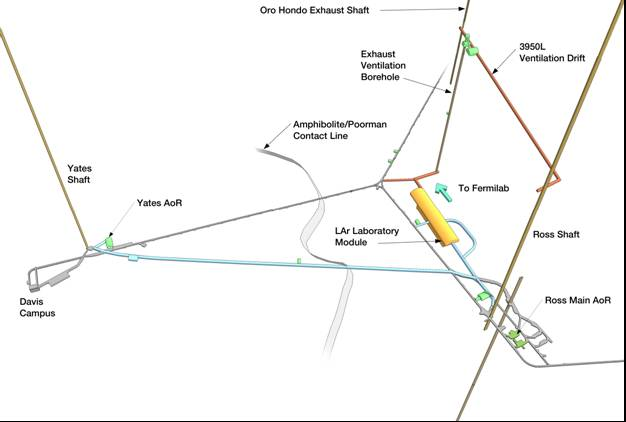 Oro Hondo Exhaust Shaft
3950L
Ventilation Drift
Exhaust
Ventilation
Borehole
Amphibolite/Poorman
Contact Line
Yates
Shaft
To Fermilab
Yates AoR
LAr Laboratory
Module
Ross Shaft
Davis
Campus
Ross Main AoR